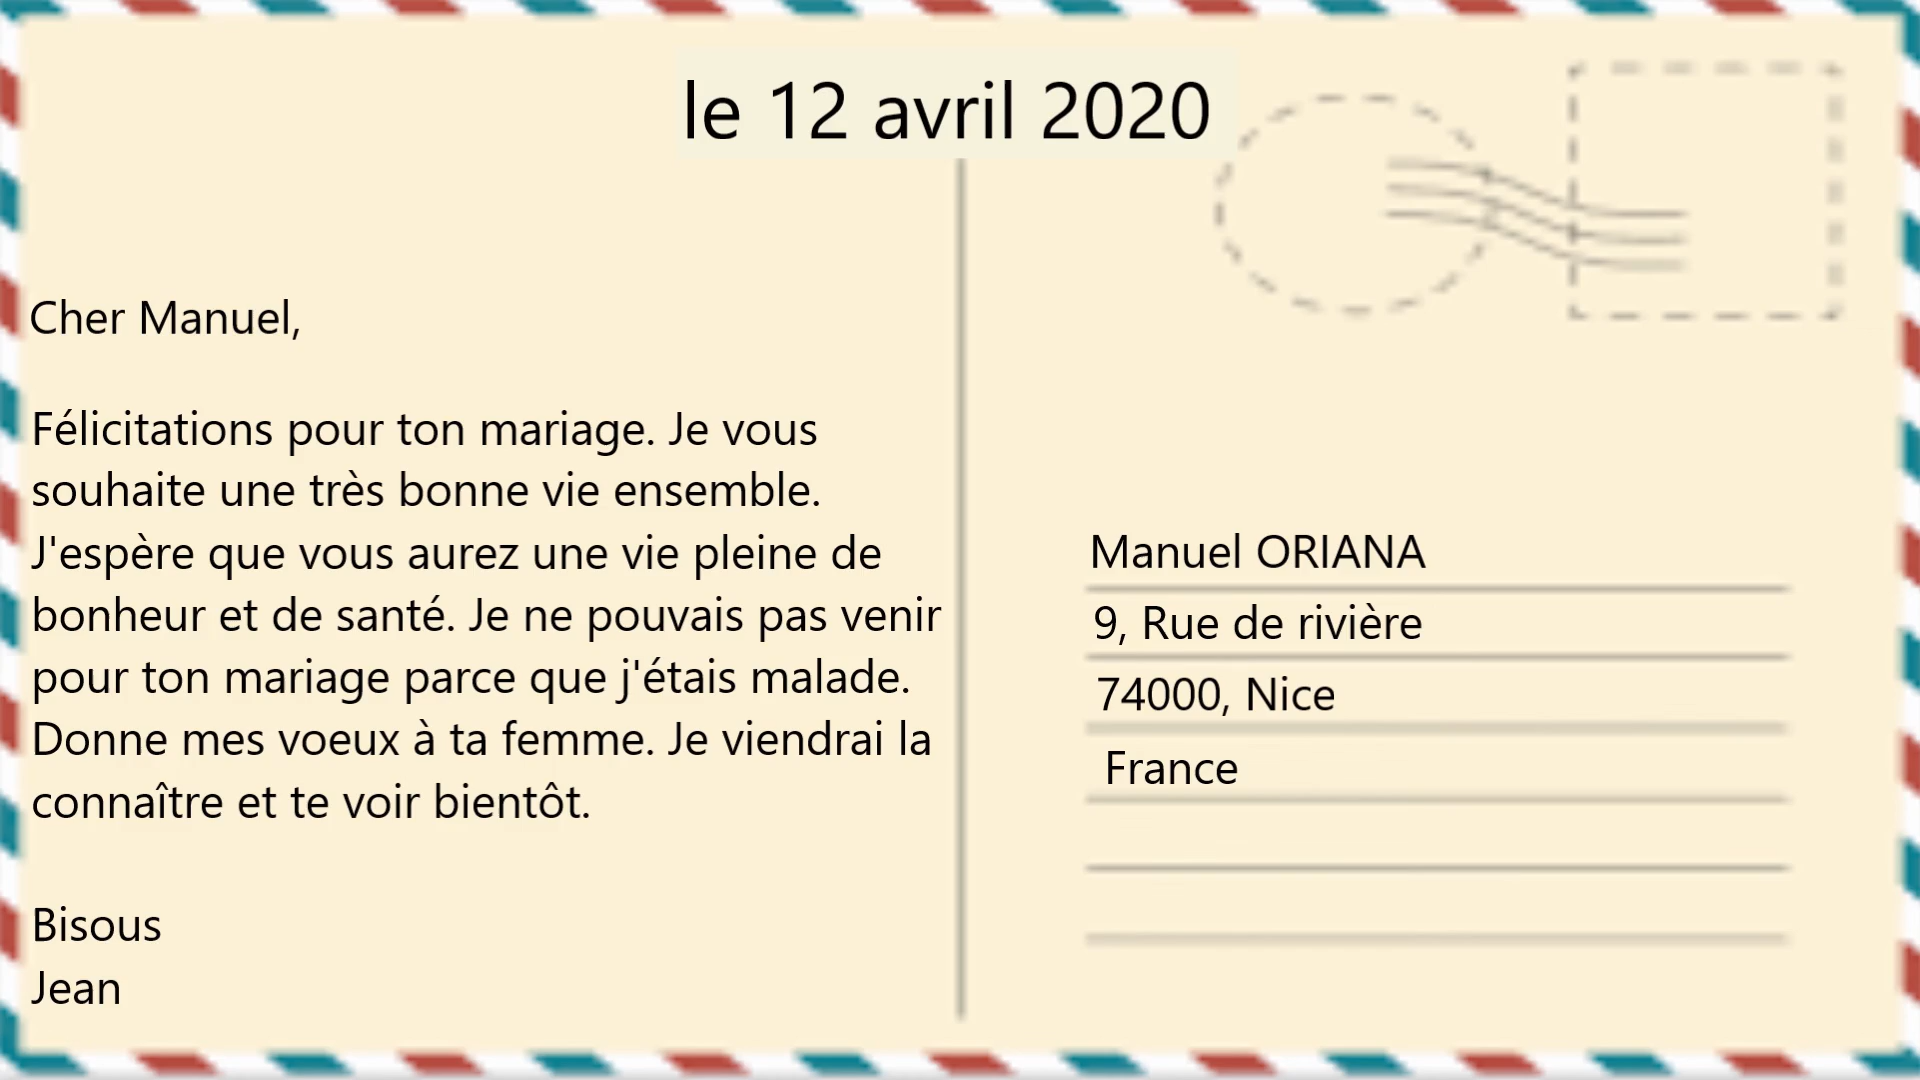 le 12 avril 2020
Cher Manuel,
Félicitations pour ton mariage. Je vous
souhaite une très bonne vie ensemble.
J'espère que vous aurez une vie pleine de
bonheur et de santé. Je ne pouvais pas venir
pour ton mariage parce que j'étais malade.
Donne mes voeux à ta femme. Je viendrai la
connaître et te voir bientôt.
Bisous
Jean
Manuel ORIANA
9, Rue de rivière
74000, Nice
France